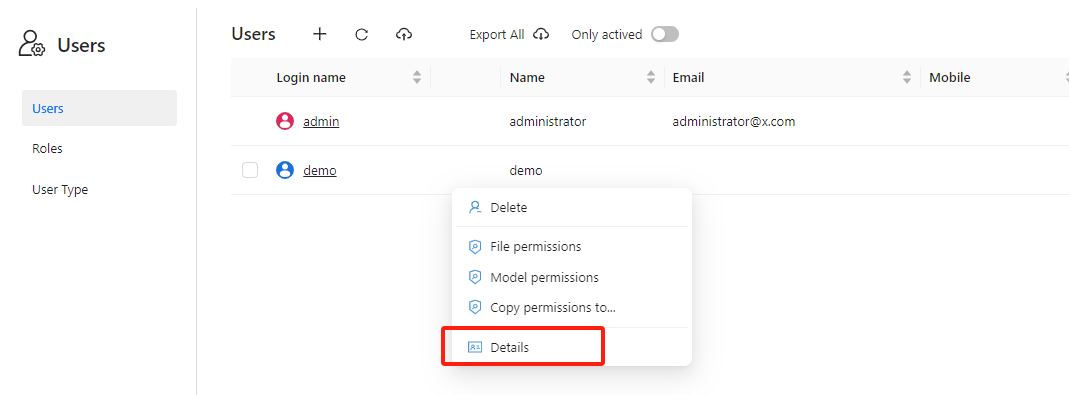 Users
Users
Roles
User Type
Users Export All Only actived
Login name Name Email Mobile
admin administrator administrator@x.com
demo demo
Delete
File permissions
Model permissions
Copy permissions to...
Details